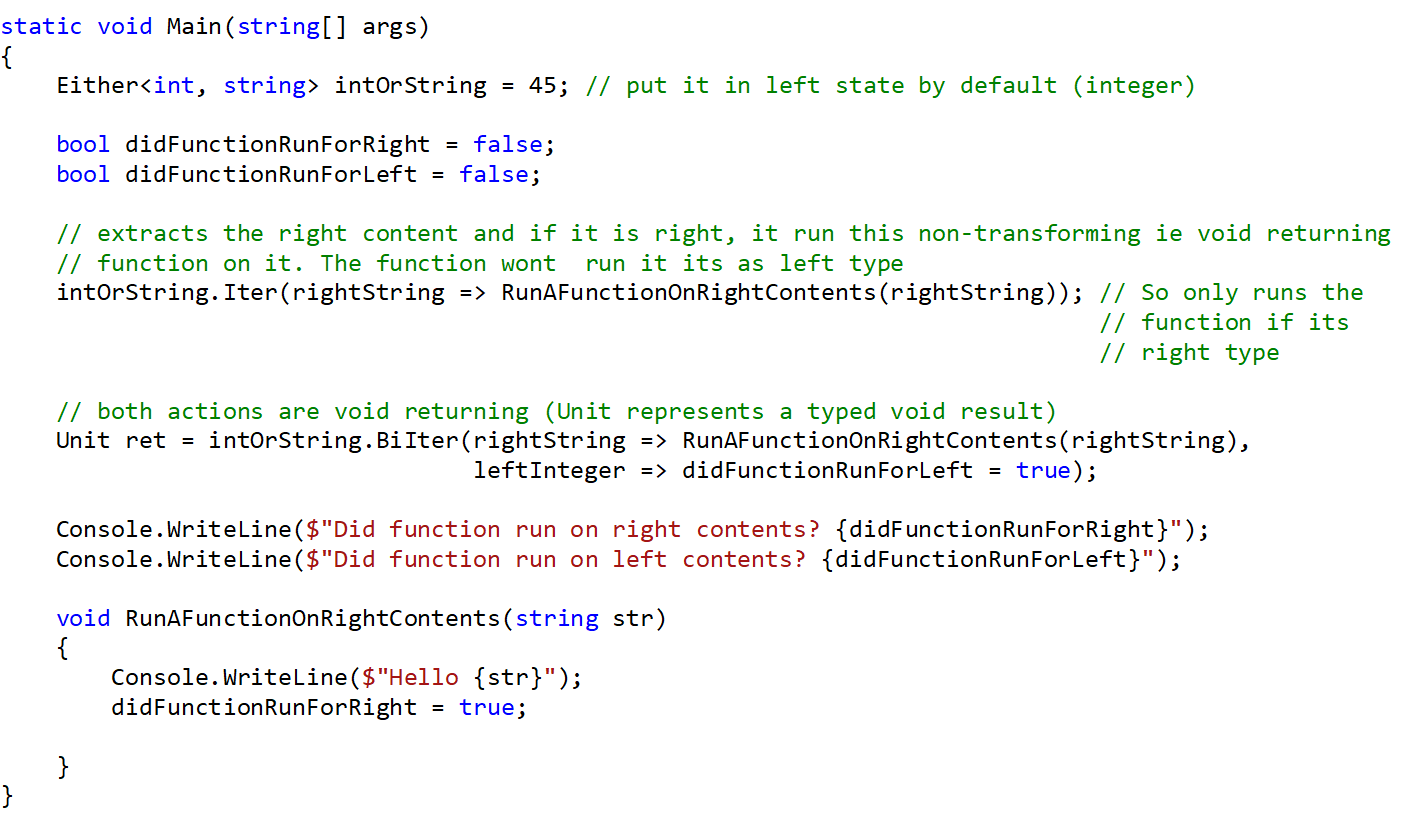 static void Main(string[] args)
{
    Either<int, string> intOrString = 45; // put it in left state by default (integer)

    bool didFunctionRunForRight = false;
    bool didFunctionRunForLeft = false;

    // extracts the right content and if it is right, it run this non-transforming ie void returning
    // function on it. The function wont  run it its as left type
    intOrString.Iter(rightString => RunAFunctionOnRightContents(rightString)); // So only runs the
                                                                               // function if its
                                                                               // right type

    // both actions are void returning (Unit represents a typed void result)
    Unit ret = intOrString.BiIter(rightString => RunAFunctionOnRightContents(rightString),
                                  leftInteger => didFunctionRunForLeft = true);

    Console.WriteLine($"Did function run on right contents? {didFunctionRunForRight}");
    Console.WriteLine($"Did function run on left contents? {didFunctionRunForLeft}");

    void RunAFunctionOnRightContents(string str)
    {
        Console.WriteLine($"Hello {str}");
        didFunctionRunForRight = true;

    }
}